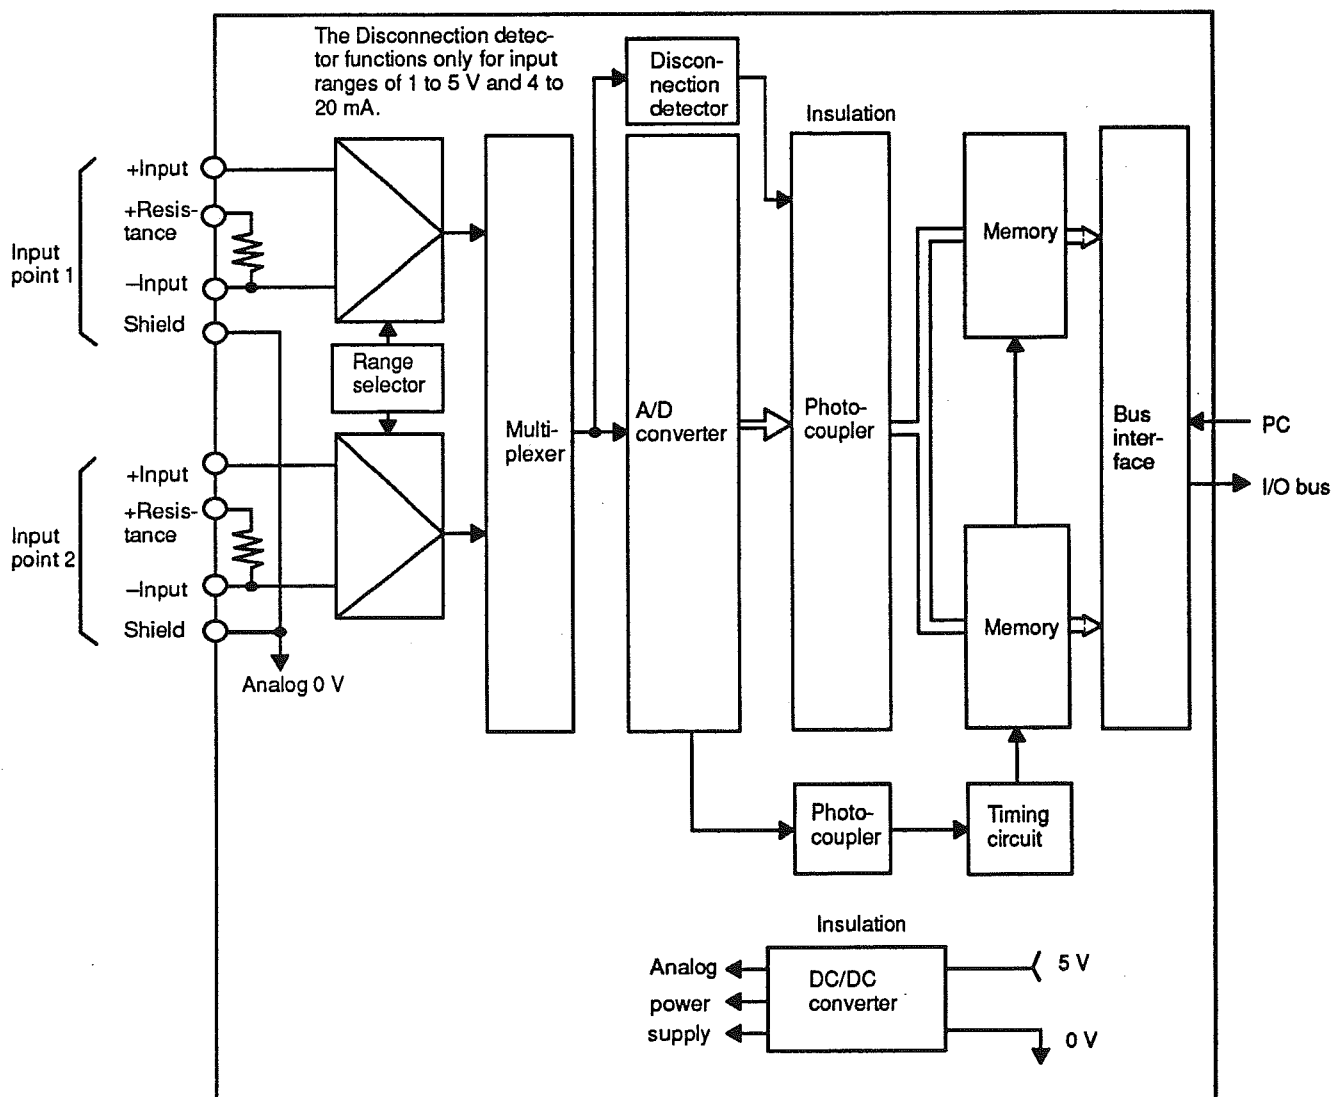 The Disconnection detec-
tor functions only for input
ranges of 1 to 5 V and 4 to
20 mA.
Discon-
nection
detector
Insulation
Input
point 1
+Input
+Resis-
tance
–Input
Shield
Range
selector
Input
point 2
+Input
+Resis-
tance
–Input
Shield
Analog 0 V
Multi-
plexer
A/D
converter
Photo-
coupler
Memory
Memory
Bus
inter-
face
PC
I/O bus
Photo-
coupler
Timing
circuit
Insulation
Analog
power
supply
DC/DC
converter
5 V
0 V